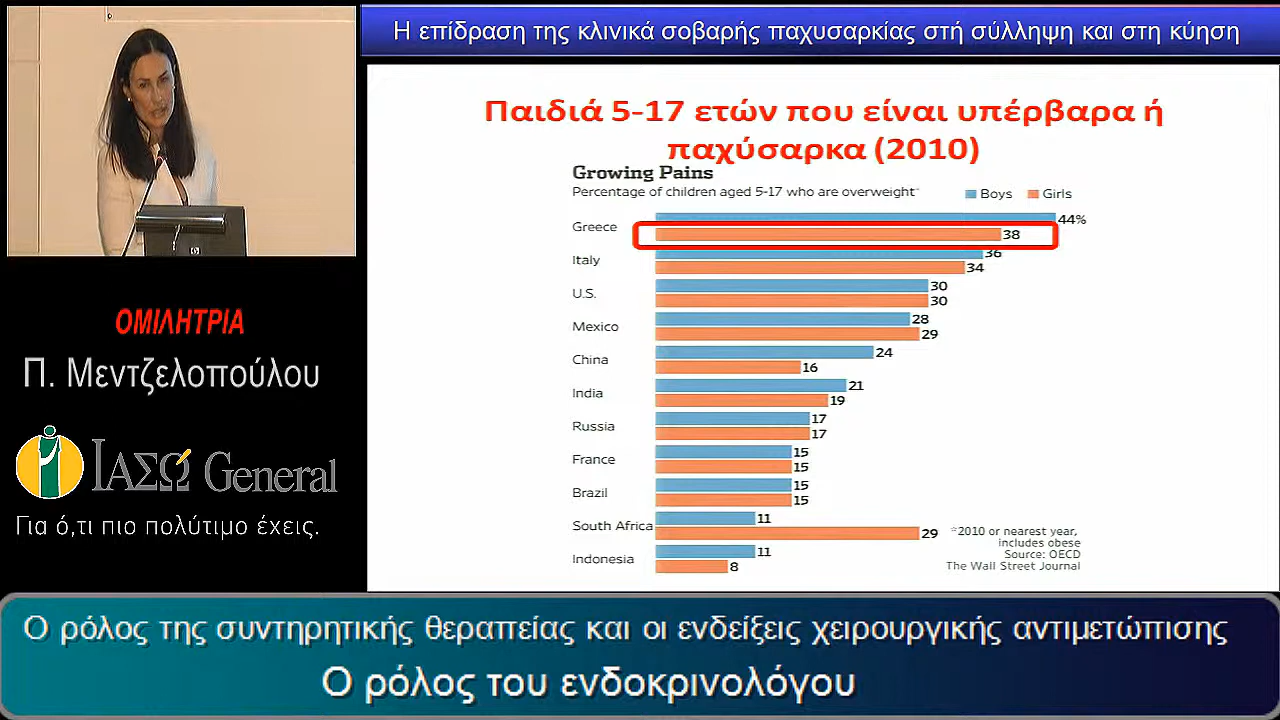 Η επίδραση της κλινικά σοβαρής παχυσαρκίας στή σύλληψη και στη κύηση
Παιδιά 5-17 ετών που είναι υπέρβαρα ή
παχύσαρκα (2010)
Growing Pains
Percentage of children aged 5-17 who are overweight*
Boys Girls
Greece 44%
38
Italy 36
34
U.S. 30
30
Mexico 28
29
China 24
16
India 21
19
Russia 17
17
France 15
15
Brazil 15
15
South Africa 11
29
Indonesia 11
8
*2010 or nearest year,
includes obese
Source: OECD
The Wall Street Journal
hp
ΟΜΙΛΗΤΡΙΑ
Π. Μεντζελοπούλου
ΙΑΣΩ General
Για ό,τι πιο πολύτιμο έχεις.
Ο ρόλος της συντηρητικής θεραπείας και οι ενδείξεις χειρουργικής αντιμετώπισης
Ο ρόλος του ενδοκρινολόγου